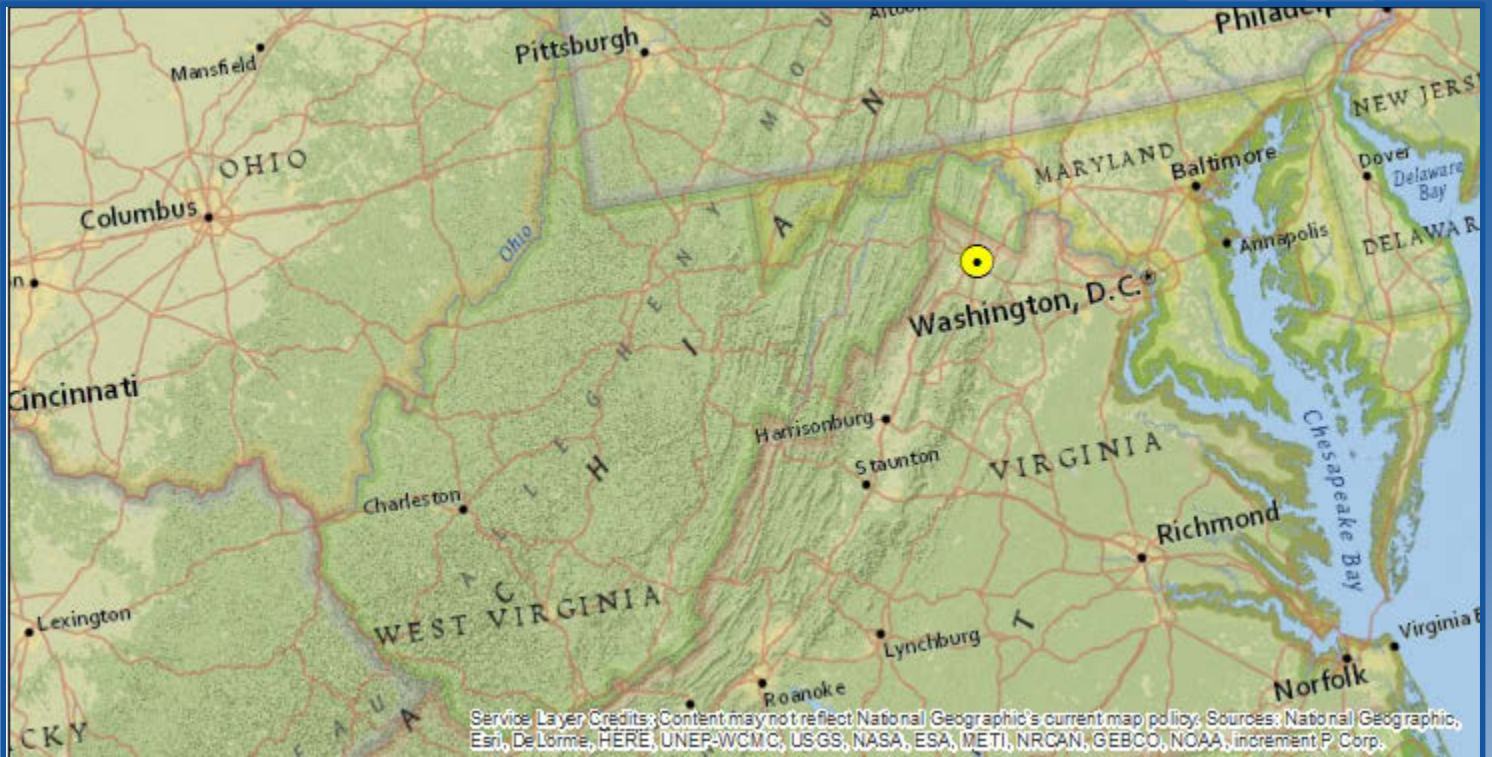 Altoon
Philadelp
Pittsburgh
Mansfield
OHIO
Columbus
Ohio
n
Cincinnati
MARYLAND
Baltimore
NEW JERS
Dover
Delaware
Bay
Annapolis
DELAWAR
Washington, D.C.
Harrisonburg
Staunton
VIRGINIA
Chesapeake Bay
Charleston
Richmond
WEST VIRGINIA
Lexington
Lynchburg
Virginia B
Roanoke
Norfolk
CKY
A L L E G H E N Y
M O U N
A C H I A N
E A U
T
Service Layer Credits: Content may not reflect National Geographic's current map policy. Sources: National Geographic,
Esri, DeLorme, HERE, UNEP-WCMC, USGS, NASA, ESA, METI, NRCAN, GEBCO, NOAA, increment P Corp.